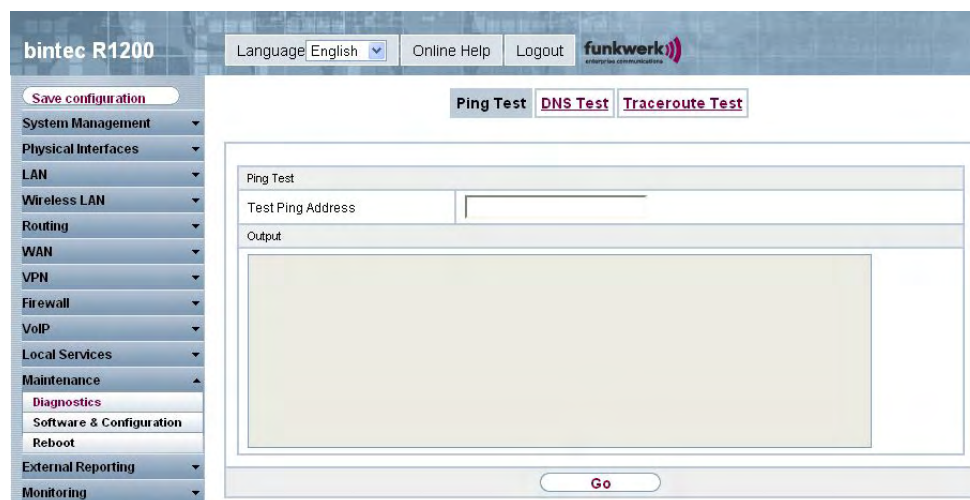 bintec R1200
Language English Online Help Logout funkwerk
enterprise communications
Save configuration
System Management
Physical Interfaces
LAN
Wireless LAN
Routing
WAN
VPN
Firewall
VoIP
Local Services
Maintenance
Diagnostics
Software & Configuration
Reboot
External Reporting
Monitoring
Ping Test DNS Test Traceroute Test
Ping Test
Test Ping Address
Output
Go